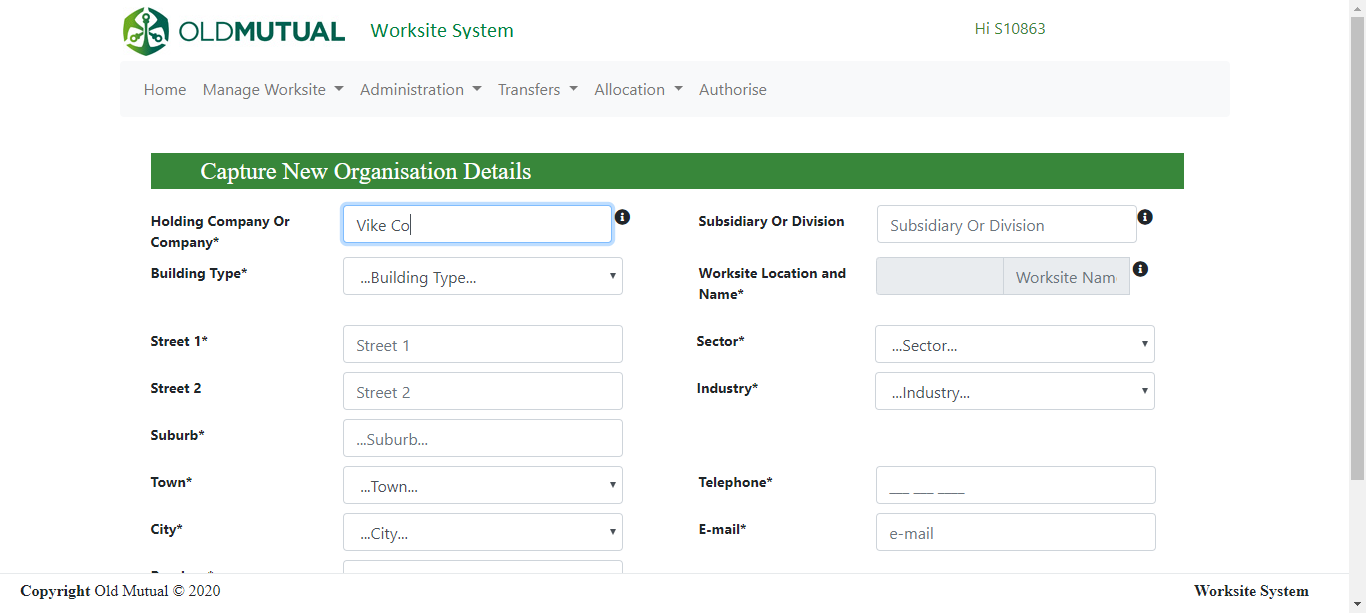 OLDMUTUAL Worksite System Hi S10863
Home Manage Worksite Administration Transfers Allocation Authorise
Capture New Organisation Details
Holding Company Or Company*
Vike Co
Subsidiary Or Division
Subsidiary Or Division
Building Type*
...Building Type...
Worksite Location and Name*
Worksite Nam
Street 1*
Street 1
Sector*
...Sector...
Street 2
Street 2
Industry*
...Industry...
Suburb*
...Suburb...
Town*
...Town...
Telephone*
___ ___ ____
City*
...City...
E-mail*
e-mail
Copyright Old Mutual © 2020
Worksite System